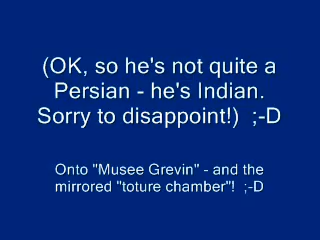 (OK, so he's not quite a
Persian - he's Indian.
Sorry to disappoint!)  ;-D
Onto "Musee Grevin" - and the
mirrored "toture chamber"!  ;-D